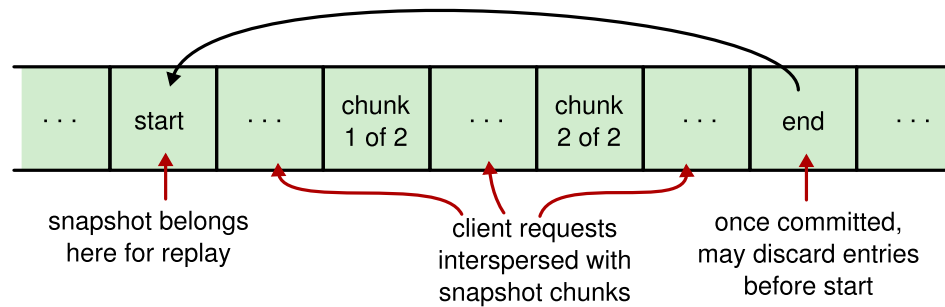 . . .
start
. . .
chunk
1 of 2
. . .
chunk
2 of 2
. . .
end
. . .
snapshot belongs
here for replay
client requests
interspersed with
snapshot chunks
once committed,
may discard entries
before start